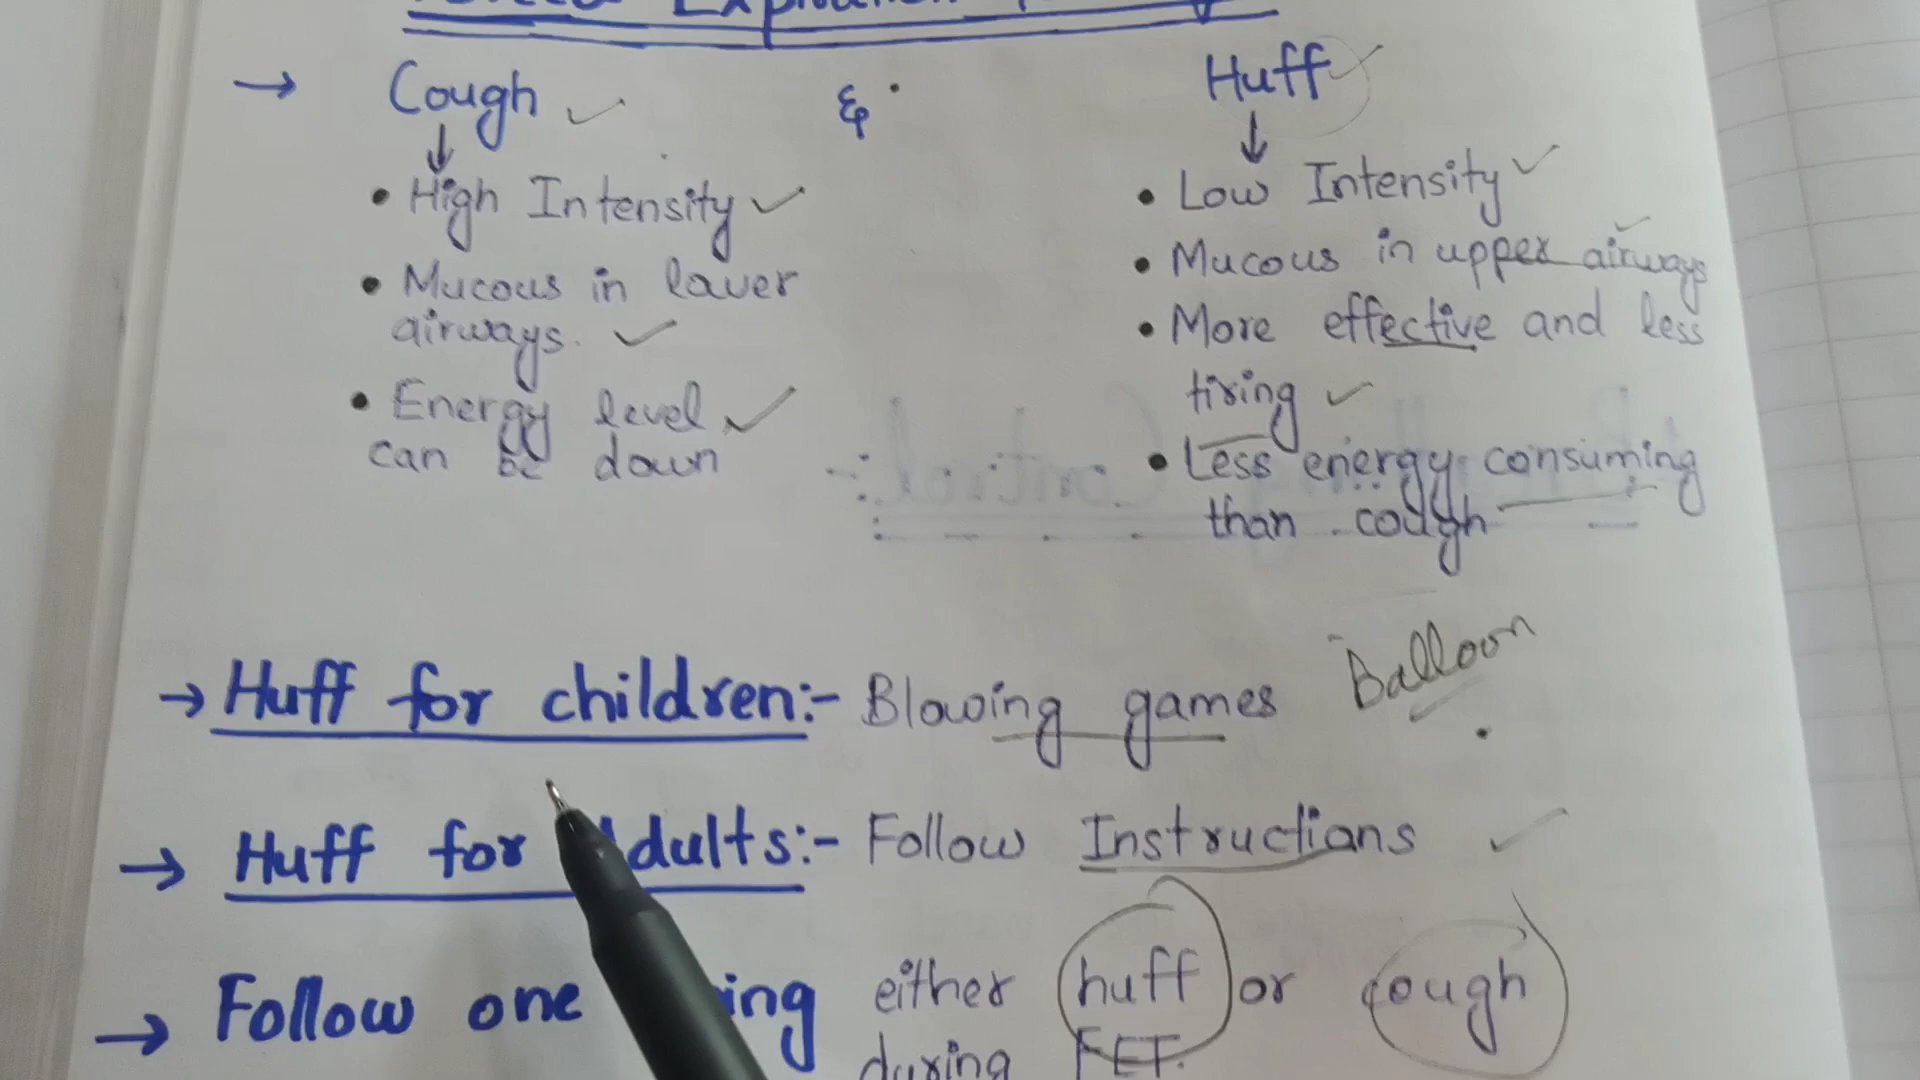 Expiration
→ Cough & Huff
↓ ↓
• High Intensity
• Mucous in lower
airways.
• Energy level
can be down
• Low Intensity
• Mucous in upper airways
• More effective and less
tiring
• Less energy consuming
than cough
→ Huff for children:- Blowing games Balloon
→ Huff for Adults:- Follow Instructions
→ Follow one either huff or cough
during FET.